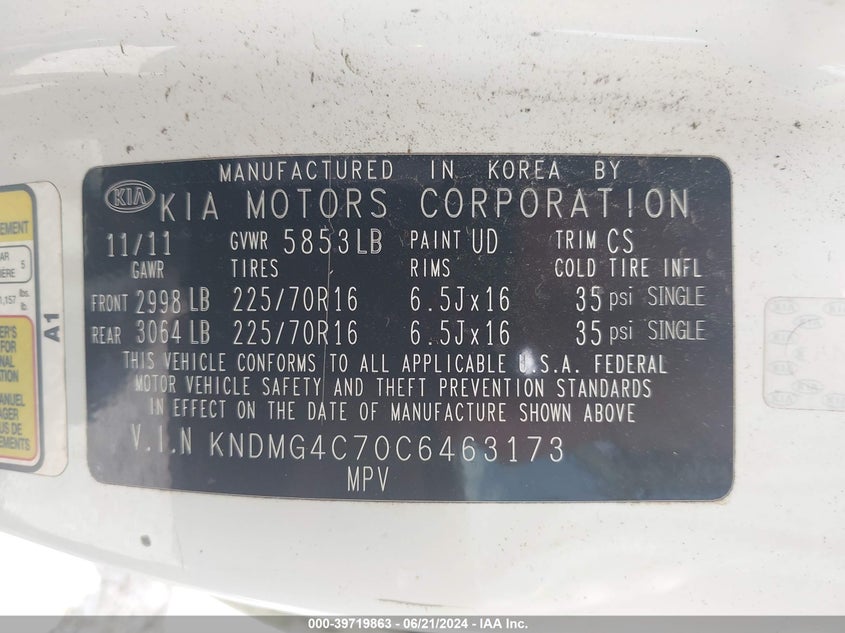 MANUFACTURED IN KOREA BY
KIA KIA MOTORS CORPORATION
11/11 GVWR 5853LB PAINT UD TRIM CS
GAWR TIRES RIMS COLD TIRE INFL
FRONT 2998 LB 225/70R16 6.5Jx16 35 psi SINGLE
REAR 3064 LB 225/70R16 6.5Jx16 35 psi SINGLE
THIS VEHICLE CONFORMS TO ALL APPLICABLE U.S.A. FEDERAL
MOTOR VEHICLE SAFETY AND THEFT PREVENTION STANDARDS
IN EFFECT ON THE DATE OF MANUFACTURE SHOWN ABOVE
V.I.N KNDMG4C70C6463173
MPV
5
lbs.
A1
000-39719863 - 06/21/2024 - IAA, Inc.